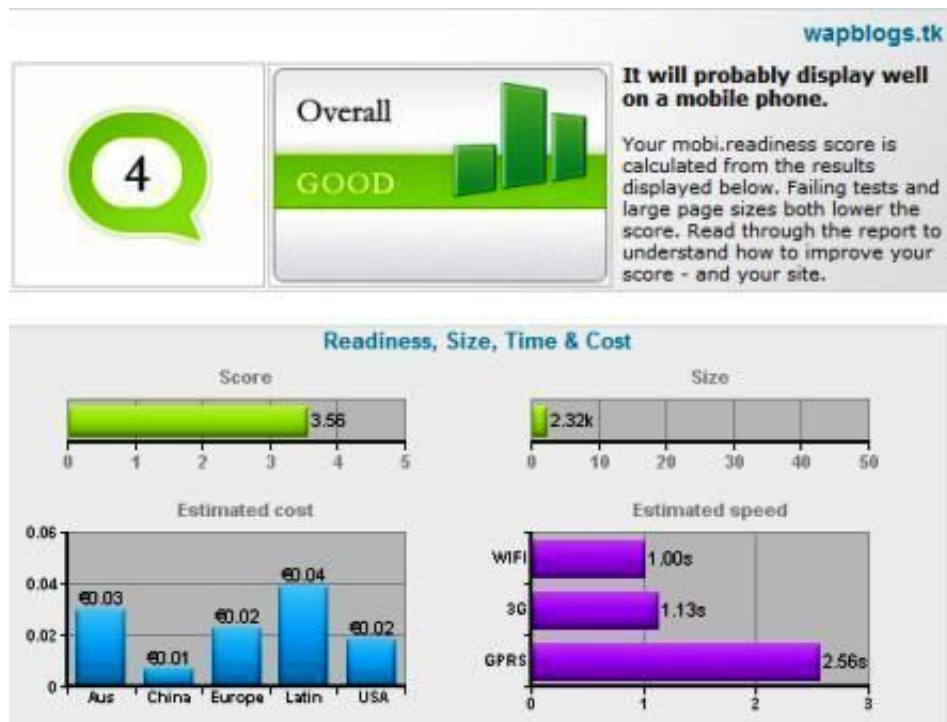 wapblogs.tk
4
Overall
GOOD
It will probably display well
on a mobile phone.
Your mobi.readiness score is
calculated from the results
displayed below. Failing tests and
large page sizes both lower the
score. Read through the report to
understand how to improve your
score - and your site.
Readiness, Size, Time & Cost
Score
3.56
0 1 2 3 4 5
Size
2.32k
0 10 20 30 40 50
Estimated cost
0.06
0.04
0.02
0
€0.03
€0.01
€0.02
€0.04
€0.02
Aus China Europe Latin USA
Estimated speed
WIFI 1.00s
3G 1.13s
GPRS 2.56s
0 1 2 3